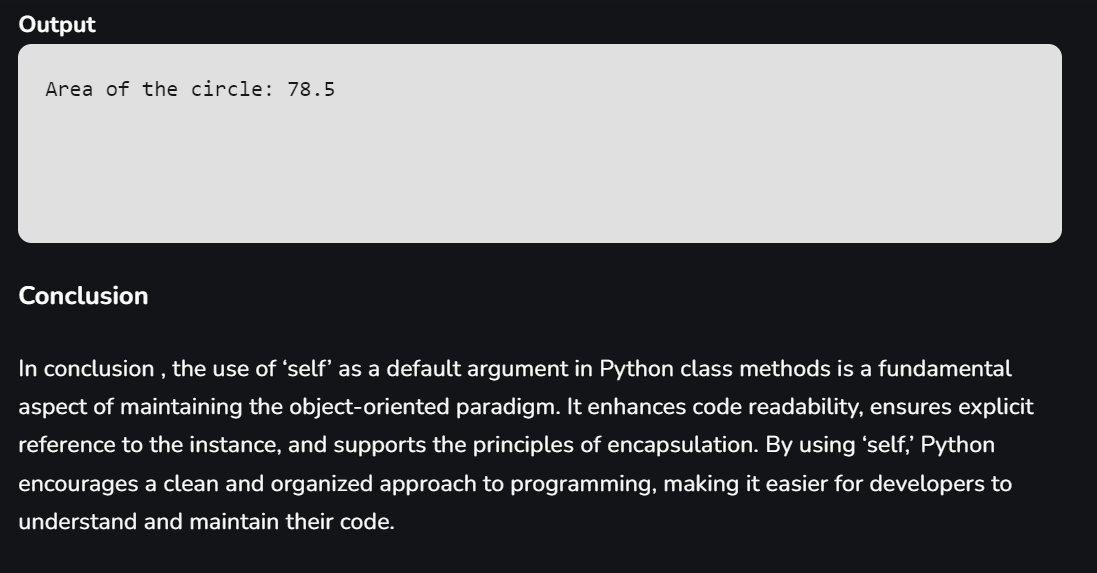 Output
Area of the circle: 78.5
Conclusion
In conclusion , the use of ‘self’ as a default argument in Python class methods is a fundamental
aspect of maintaining the object-oriented paradigm. It enhances code readability, ensures explicit
reference to the instance, and supports the principles of encapsulation. By using ‘self,’ Python
encourages a clean and organized approach to programming, making it easier for developers to
understand and maintain their code.